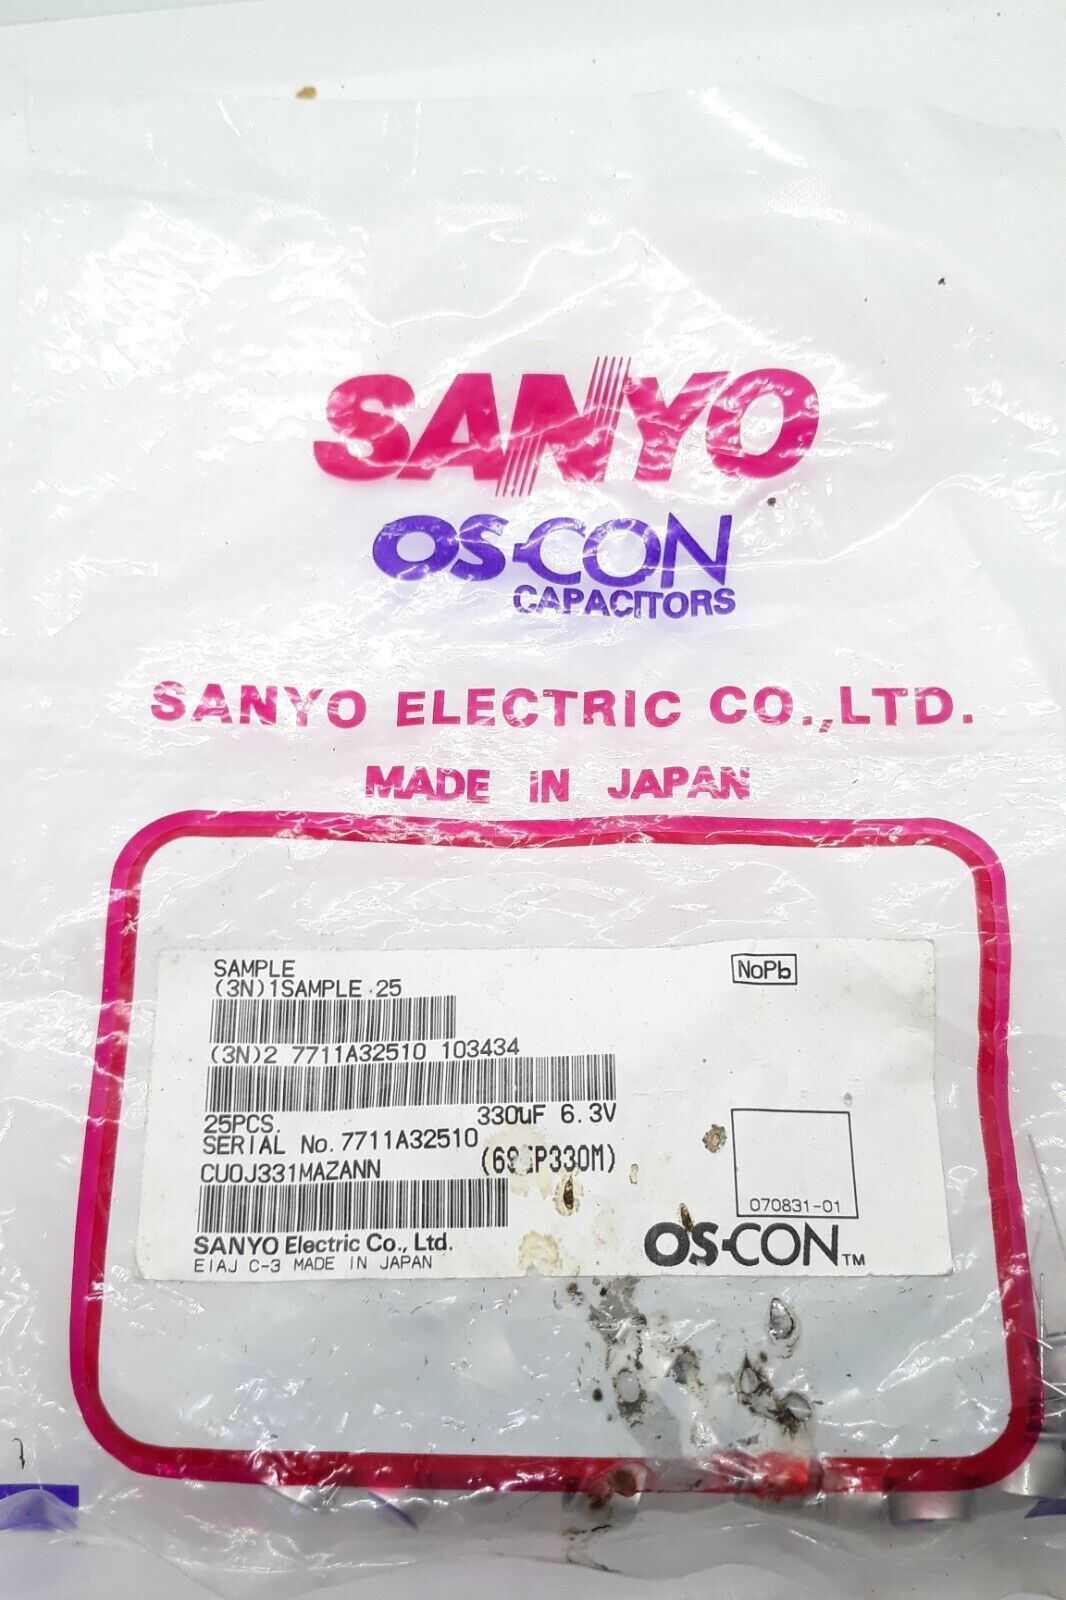 SANYO
OS-CON
CAPACITORS
SANYO ELECTRIC CO.,LTD.
MADE IN JAPAN
SAMPLE
NoPb
(3N)1SAMPLE 25
(3N)2 7711A32510 103434
25PCS. 330uF 6.3V
SERIAL No. 7711A32510
CU0J331MAZANN
070831-01
SANYO Electric Co., Ltd.
OS-CON™
EIAJ C-3 MADE IN JAPAN